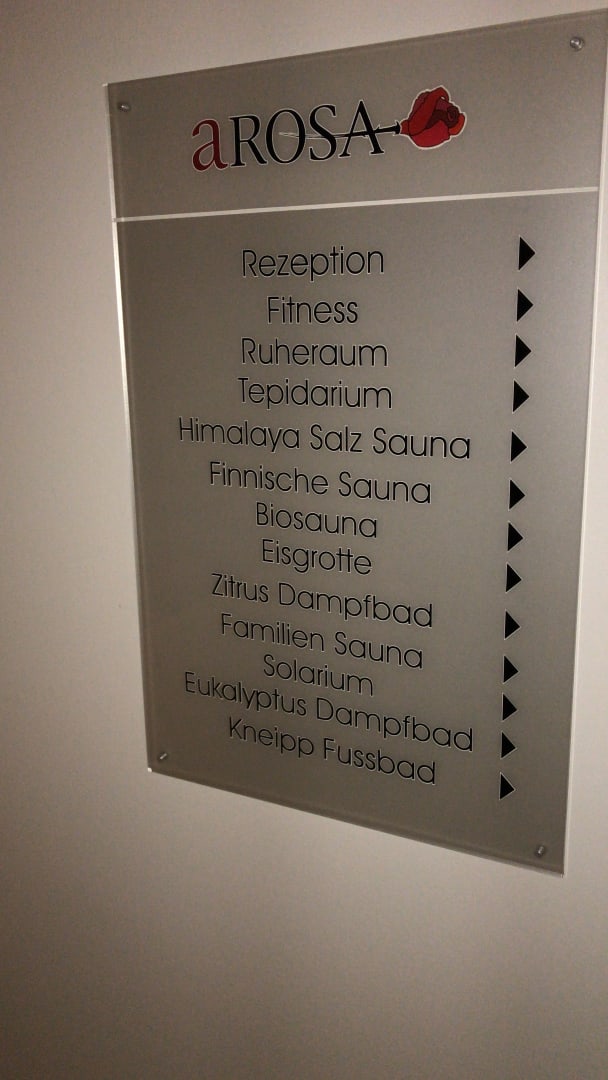 aROSA
Rezeption
Fitness
Ruheraum
Tepidarium
Himalaya Salz Sauna
Finnische Sauna
Biosauna
Eisgrotte
Zitrus Dampfbad
Familien Sauna
Solarium
Eukalyptus Dampfbad
Kneipp Fussbad